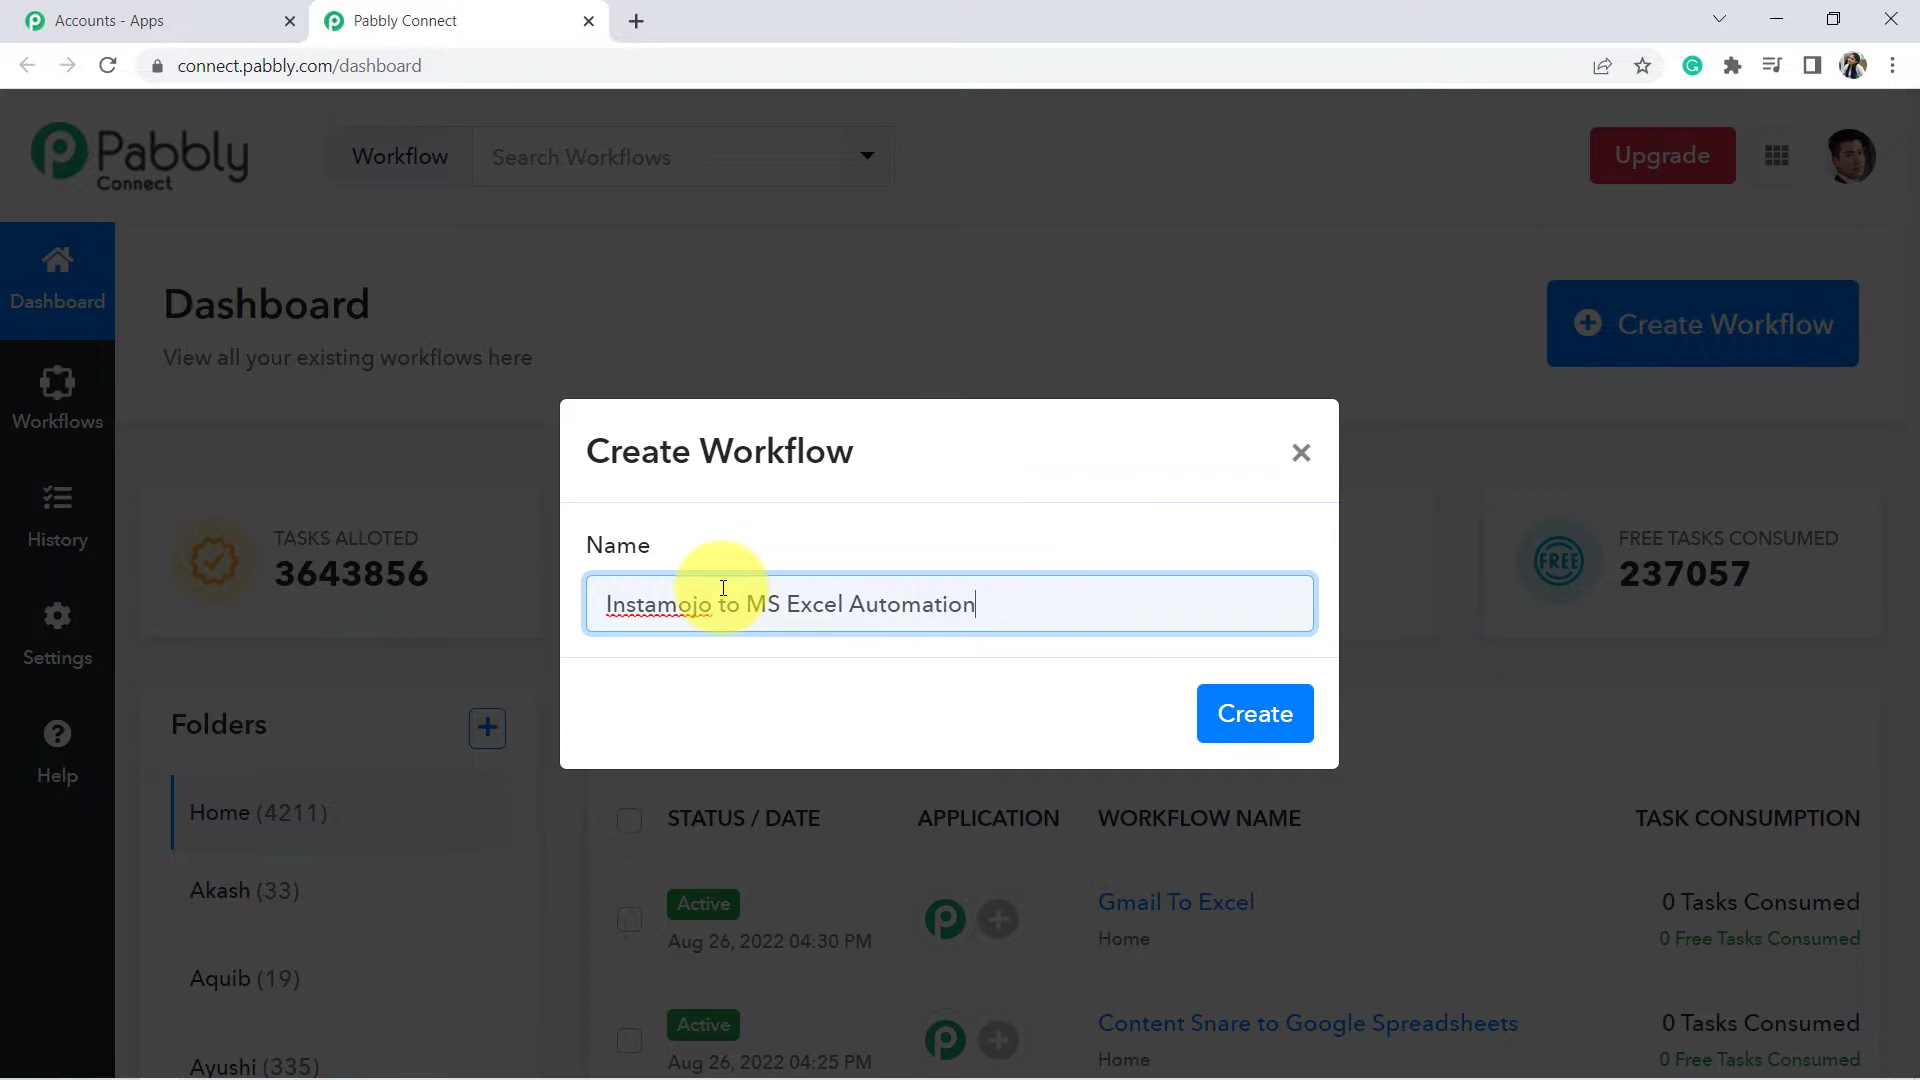 Accounts - Apps
Pabbly Connect
connect.pabbly.com/dashboard
Pabbly
Connect
Workflow
Search Workflows
Upgrade
Dashboard
Workflows
History
Settings
Help
Dashboard
View all your existing workflows here
Create Workflow
TASKS ALLOTED
3643856
FREE TASKS CONSUMED
237057
FREE
Create Workflow
×
Name
Instamojo to MS Excel Automation
Create
Folders
Home (4211)
Akash (33)
Aquib (19)
Ayushi (335)
STATUS / DATE
APPLICATION
WORKFLOW NAME
TASK CONSUMPTION
Active
Aug 26, 2022 04:30 PM
Gmail To Excel
Home
0 Tasks Consumed
0 Free Tasks Consumed
Active
Aug 26, 2022 04:25 PM
Content Snare to Google Spreadsheets
Home
0 Tasks Consumed
0 Free Tasks Consumed